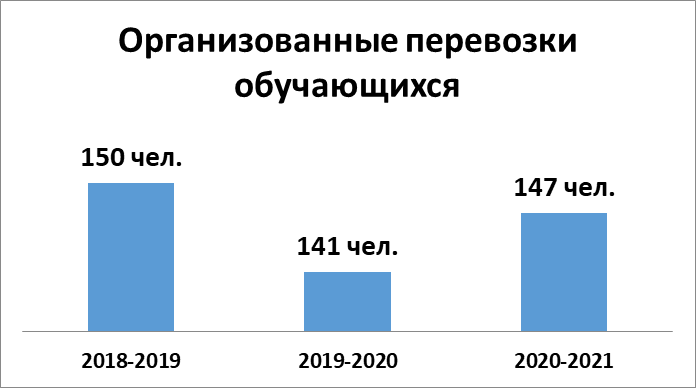 Организованные перевозки
обучающихся
150 чел.
141 чел.
147 чел.
2018-2019
2019-2020
2020-2021